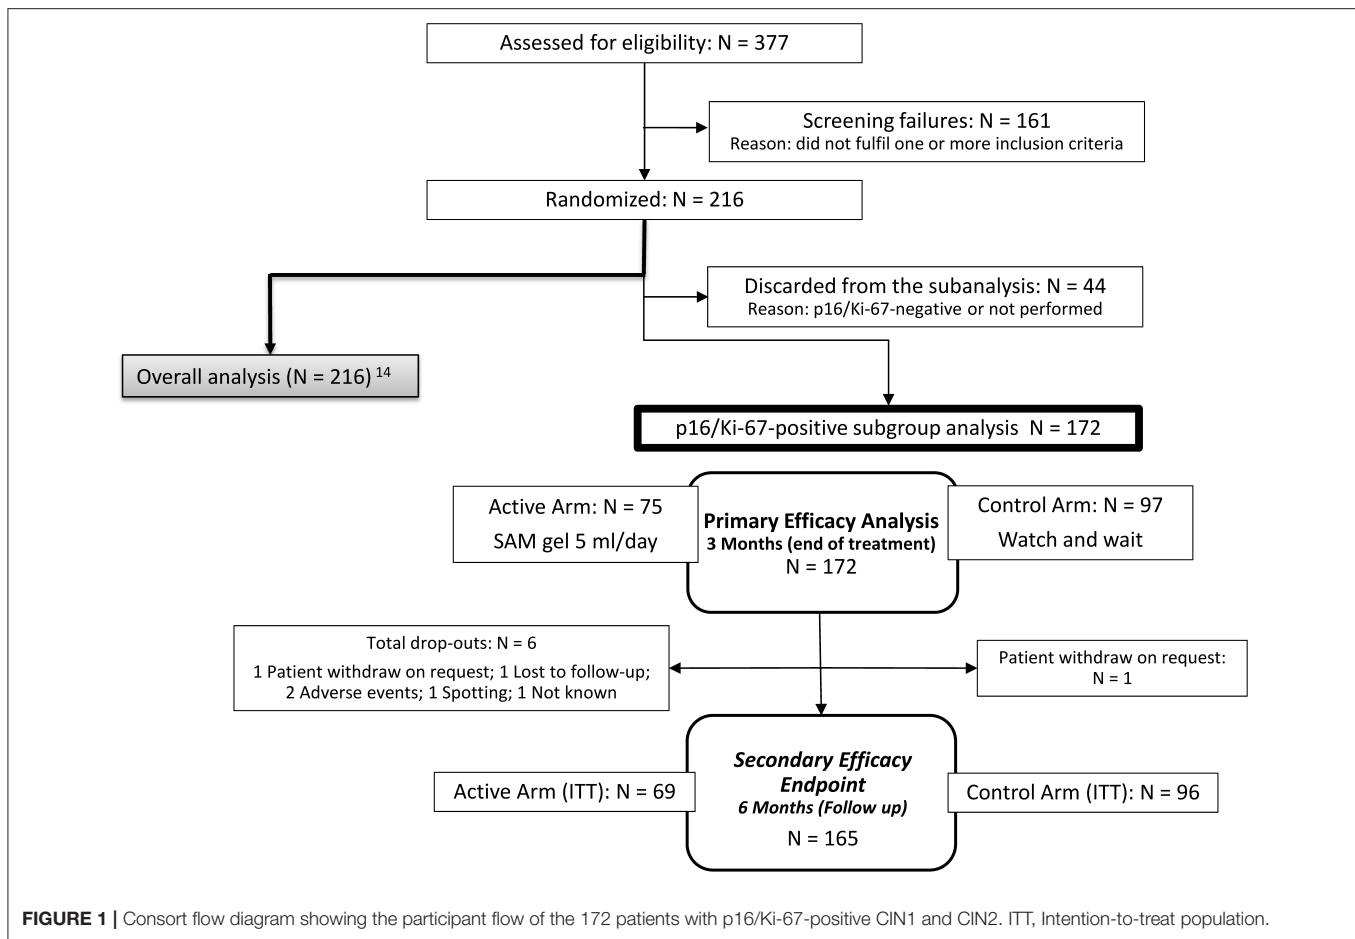 Assessed for eligibility: N = 377
Screening failures: N = 161
Reason: did not fulfil one or more inclusion criteria
Randomized: N = 216
Discarded from the subanalysis: N = 44
Reason: p16/Ki-67-negative or not performed
Overall analysis (N = 216) 14
p16/Ki-67-positive subgroup analysis N = 172
Active Arm: N = 75
SAM gel 5 ml/day
Primary Efficacy Analysis
3 Months (end of treatment)
N = 172
Control Arm: N = 97
Watch and wait
Total drop-outs: N = 6
1 Patient withdraw on request; 1 Lost to follow-up;
2 Adverse events; 1 Spotting; 1 Not known
Patient withdraw on request:
N = 1
Active Arm (ITT): N = 69
Secondary Efficacy
Endpoint
6 Months (Follow up)
N = 165
Control Arm (ITT): N = 96
FIGURE 1 | Consort flow diagram showing the participant flow of the 172 patients with p16/Ki-67-positive CIN1 and CIN2. ITT, Intention-to-treat population.